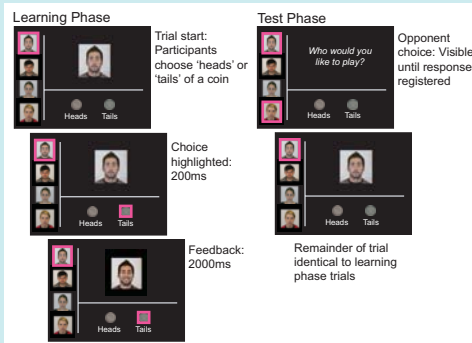 Learning Phase
Trial start:
Participants
choose ‘heads’ or
‘tails’ of a coin
Heads Tails
Choice
highlighted:
200ms
Heads Tails
Feedback:
2000ms
Heads Tails
Test Phase
Who would you
like to play?
Heads Tails
Opponent
choice: Visible
until response
registered
Heads Tails
Remainder of trial
identical to learning
phase trials